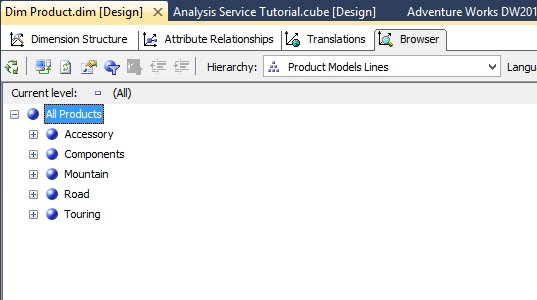 Dim Product.dim [Design] Analysis Service Tutorial.cube [Design] Adventure Works DW201
Dimension Structure Attribute Relationships Translations Browser
Hierarchy: Product Models Lines Langu
Current level: (All)
All Products
Accessory
Components
Mountain
Road
Touring